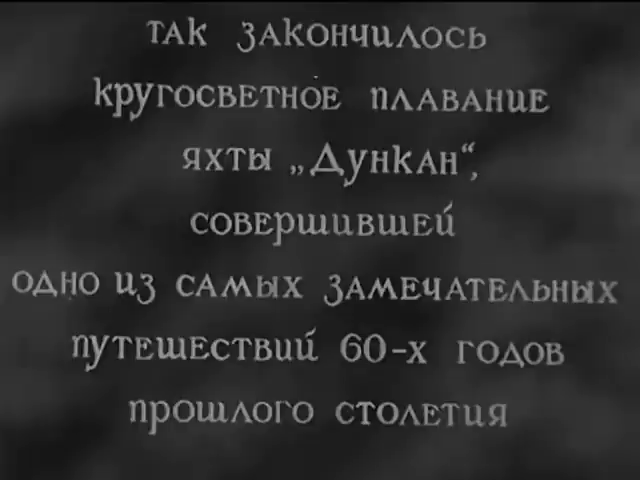 так закончилось
кругосветное плавание
яхты „Дункан“,
совершившей
одно из самых замечательных
путешествий 60-х годов
прошлого столетия